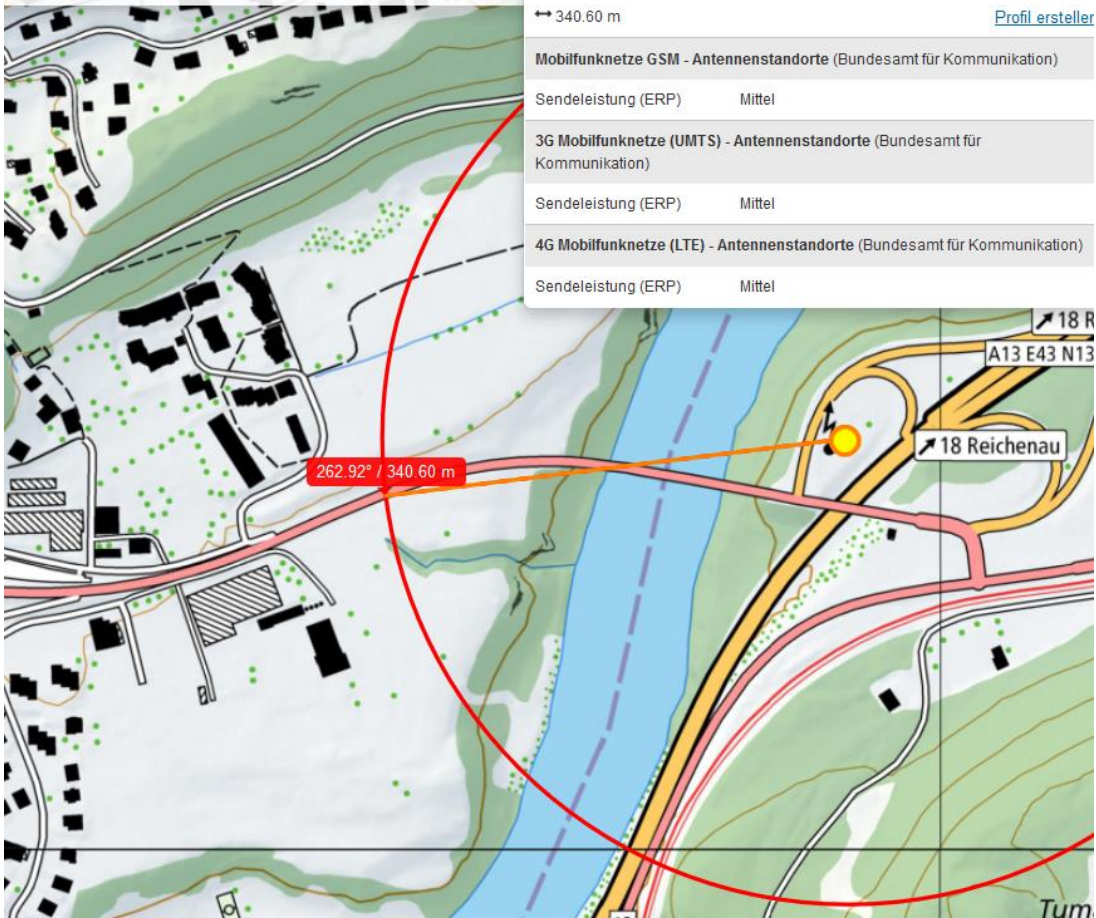 ↔ 340.60 m
Profil erstellen
Mobilfunknetze GSM - Antennenstandorte (Bundesamt für Kommunikation)
Sendeleistung (ERP) Mittel
3G Mobilfunknetze (UMTS) - Antennenstandorte (Bundesamt für
Kommunikation)
Sendeleistung (ERP) Mittel
4G Mobilfunknetze (LTE) - Antennenstandorte (Bundesamt für Kommunikation)
Sendeleistung (ERP) Mittel
↗ 18 R
A13 E43 N13
↗ 18 Reichenau
262.92° / 340.60 m